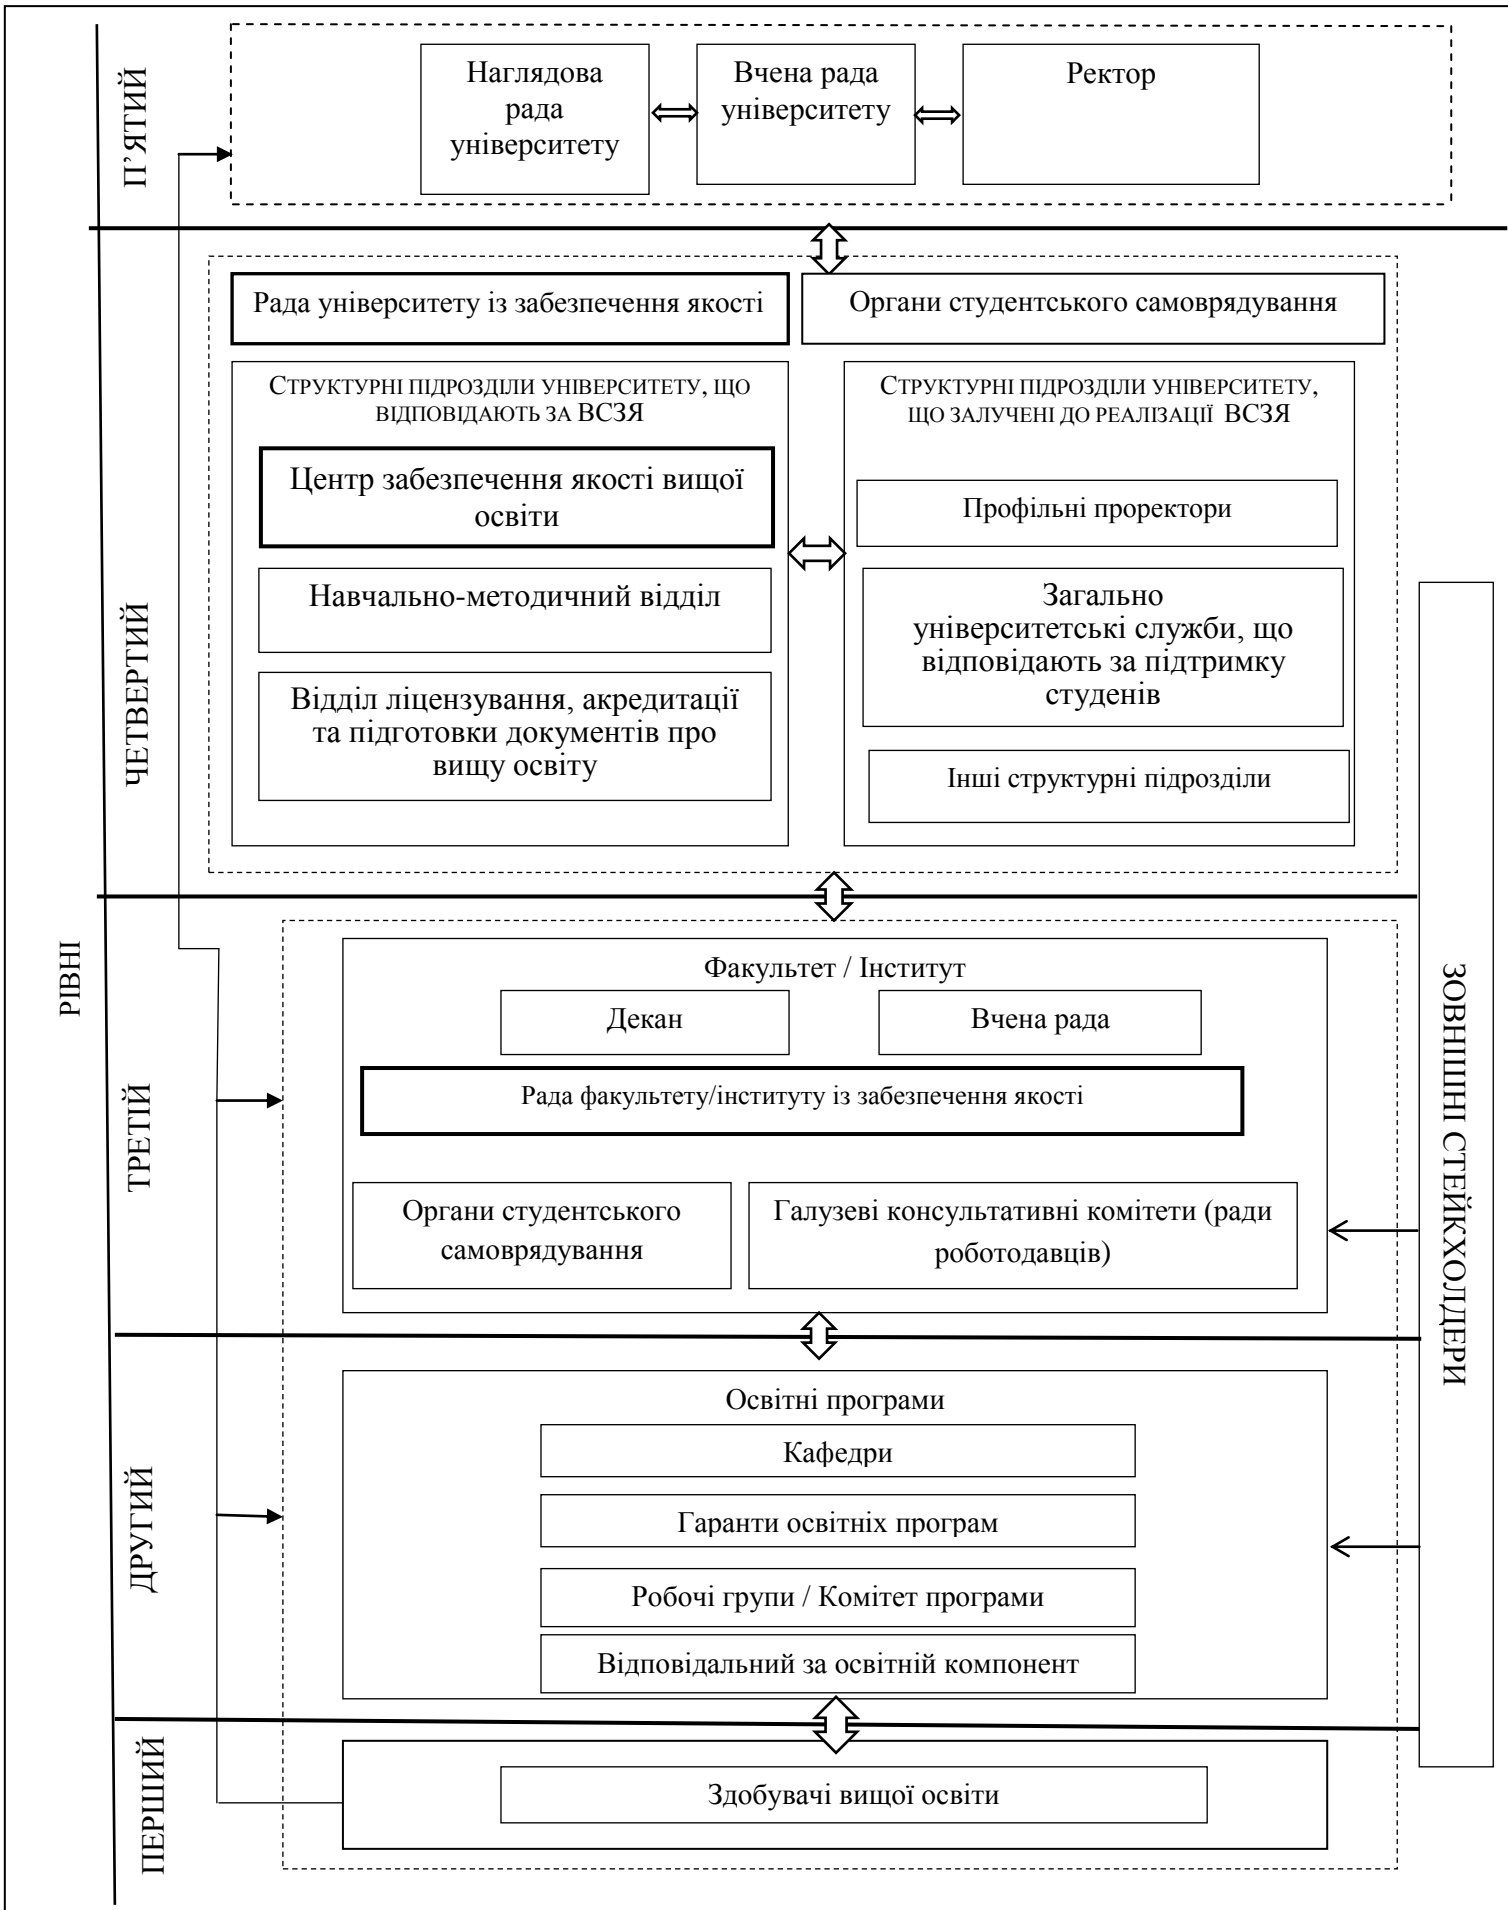 РІВНІ
П’ЯТИЙ
Наглядова
рада
університету
Вчена рада
університету
Ректор
ЧЕТВЕРТИЙ
Рада університету із забезпечення якості
Органи студентського самоврядування
СТРУКТУРНІ ПІДРОЗДІЛИ УНІВЕРСИТЕТУ, ЩО
ВІДПОВІДАЮТЬ ЗА ВСЗЯ
Центр забезпечення якості вищої
освіти
Навчально-методичний відділ
Відділ ліцензування, акредитації
та підготовки документів про
вищу освіту
СТРУКТУРНІ ПІДРОЗДІЛИ УНІВЕРСИТЕТУ,
ЩО ЗАЛУЧЕНІ ДО РЕАЛІЗАЦІЇ ВСЗЯ
Профільні проректори
Загально
університетські служби, що
відповідають за підтримку
студенів
Інші структурні підрозділи
ТРЕТІЙ
Факультет / Інститут
Декан
Вчена рада
Рада факультету/інституту із забезпечення якості
Органи студентського
самоврядування
Галузеві консультативні комітети (ради
роботодавців)
ДРУГИЙ
Освітні програми
Кафедри
Гаранти освітніх програм
Робочі групи / Комітет програми
Відповідальний за освітній компонент
ПЕРШИЙ
Здобувачі вищої освіти
ЗОВНІШНІ СТЕЙКХОЛДЕРИ